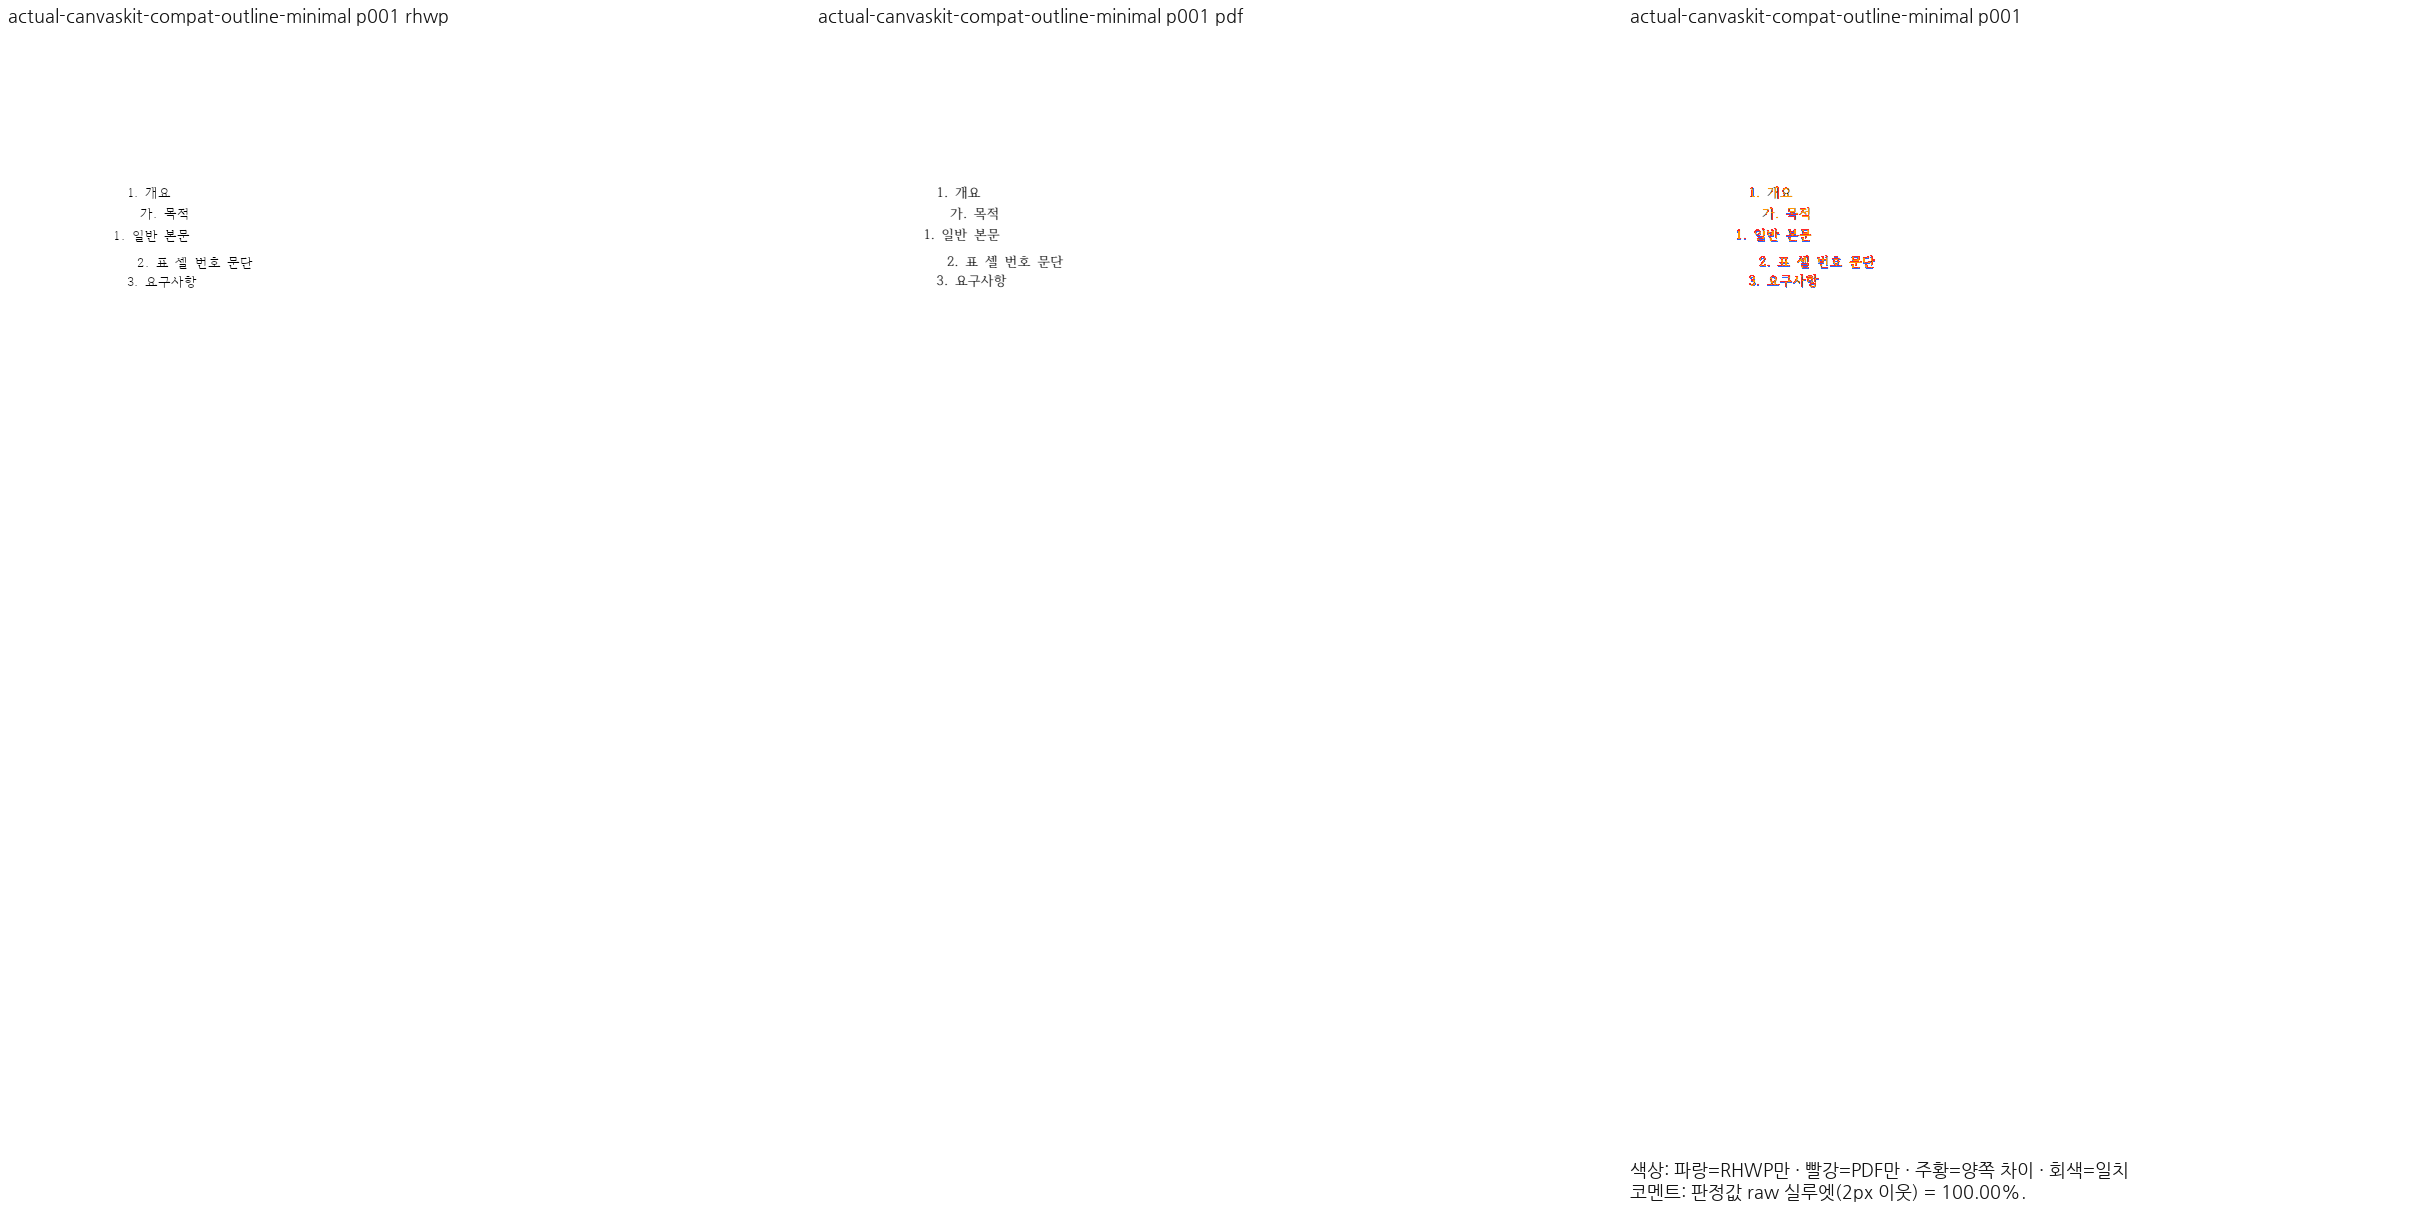 actual-canvaskit-compat-outline-minimal p001 rhwp
1. 개요
가. 목적
1. 일반 본문
2. 표 셀 번호 문단
3. 요구사항
actual-canvaskit-compat-outline-minimal p001 pdf
1. 개요
가. 목적
1. 일반 본문
2. 표 셀 번호 문단
3. 요구사항
actual-canvaskit-compat-outline-minimal p001
1. 개요
가. 목적
1. 일반 본문
2. 표 셀 번호 문단
3. 요구사항
색상: 파랑=RHWP만 · 빨강=PDF만 · 주황=양쪽 차이 · 회색=일치
코멘트: 판정값 raw 실루엣(2px 이웃) = 100.00%.